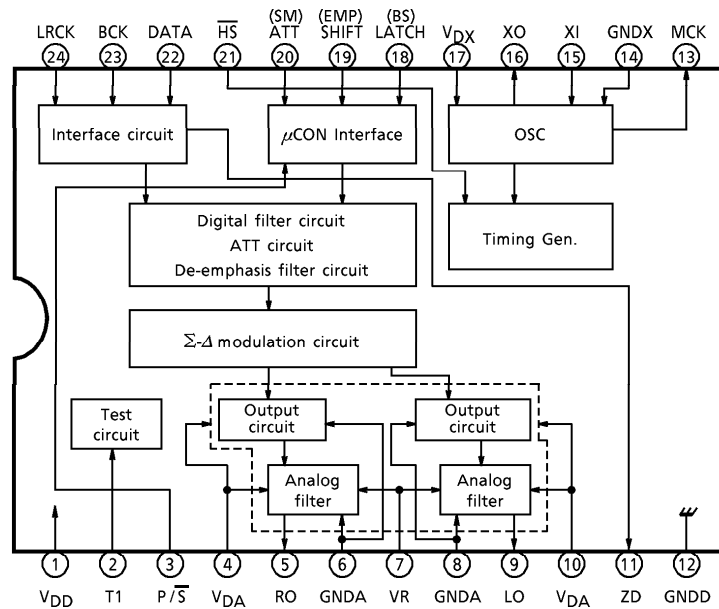 (SM) (EMP) (BS)
LRCK BCK DATA HS ATT SHIFT LATCH VDX XO XI GNDX MCK
24 23 22 21 20 19 18 17 16 15 14 13
Interface circuit
μCON Interface
OSC
Digital filter circuit
ATT circuit
De-emphasis filter circuit
Timing Gen.
Σ-Δ modulation circuit
Test
circuit
Output
circuit
Output
circuit
Analog
filter
Analog
filter
1 2 3 4 5 6 7 8 9 10 11 12
VDD T1 P/S VDA RO GNDA VR GNDA LO VDA ZD GNDD